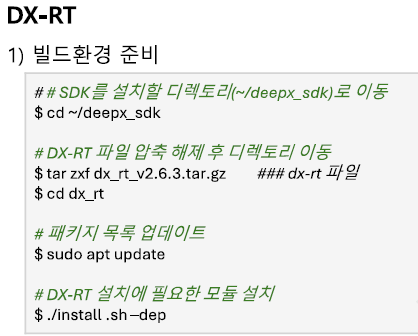 DX-RT
1) 빌드환경 준비
# # SDK를 설치할 디렉토리(~/deepx_sdk)로 이동
$ cd ~/deepx_sdk
# DX-RT 파일 압축 해제 후 디렉토리 이동
$ tar zxf dx_rt_v2.6.3.tar.gz ### dx-rt 파일
$ cd dx_rt
# 패키지 목록 업데이트
$ sudo apt update
# DX-RT 설치에 필요한 모듈 설치
$ ./install .sh –dep